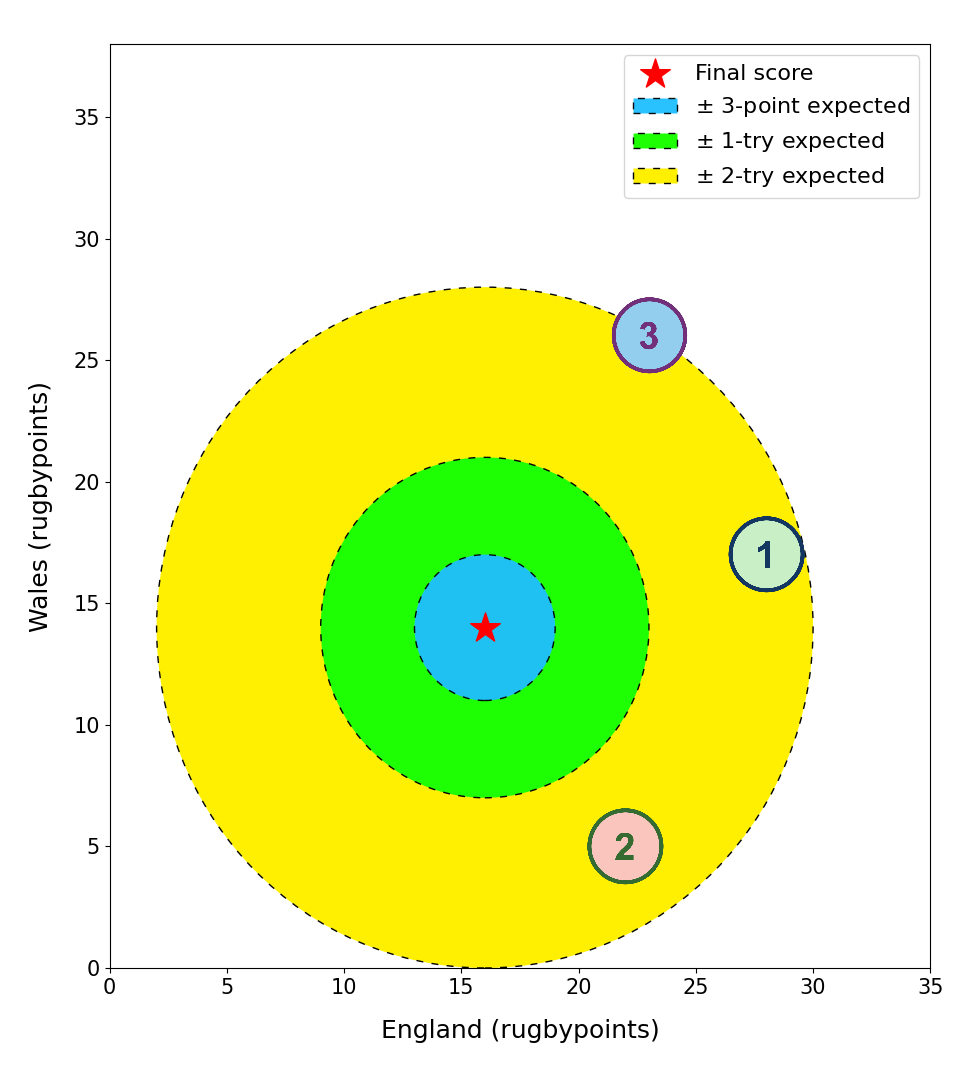 Final score
± 3-point expected
± 1-try expected
± 2-try expected
35
30
25
20
15
10
5
0
3
1
2
0 5 10 15 20 25 30 35
Wales (rugbypoints)
England (rugbypoints)